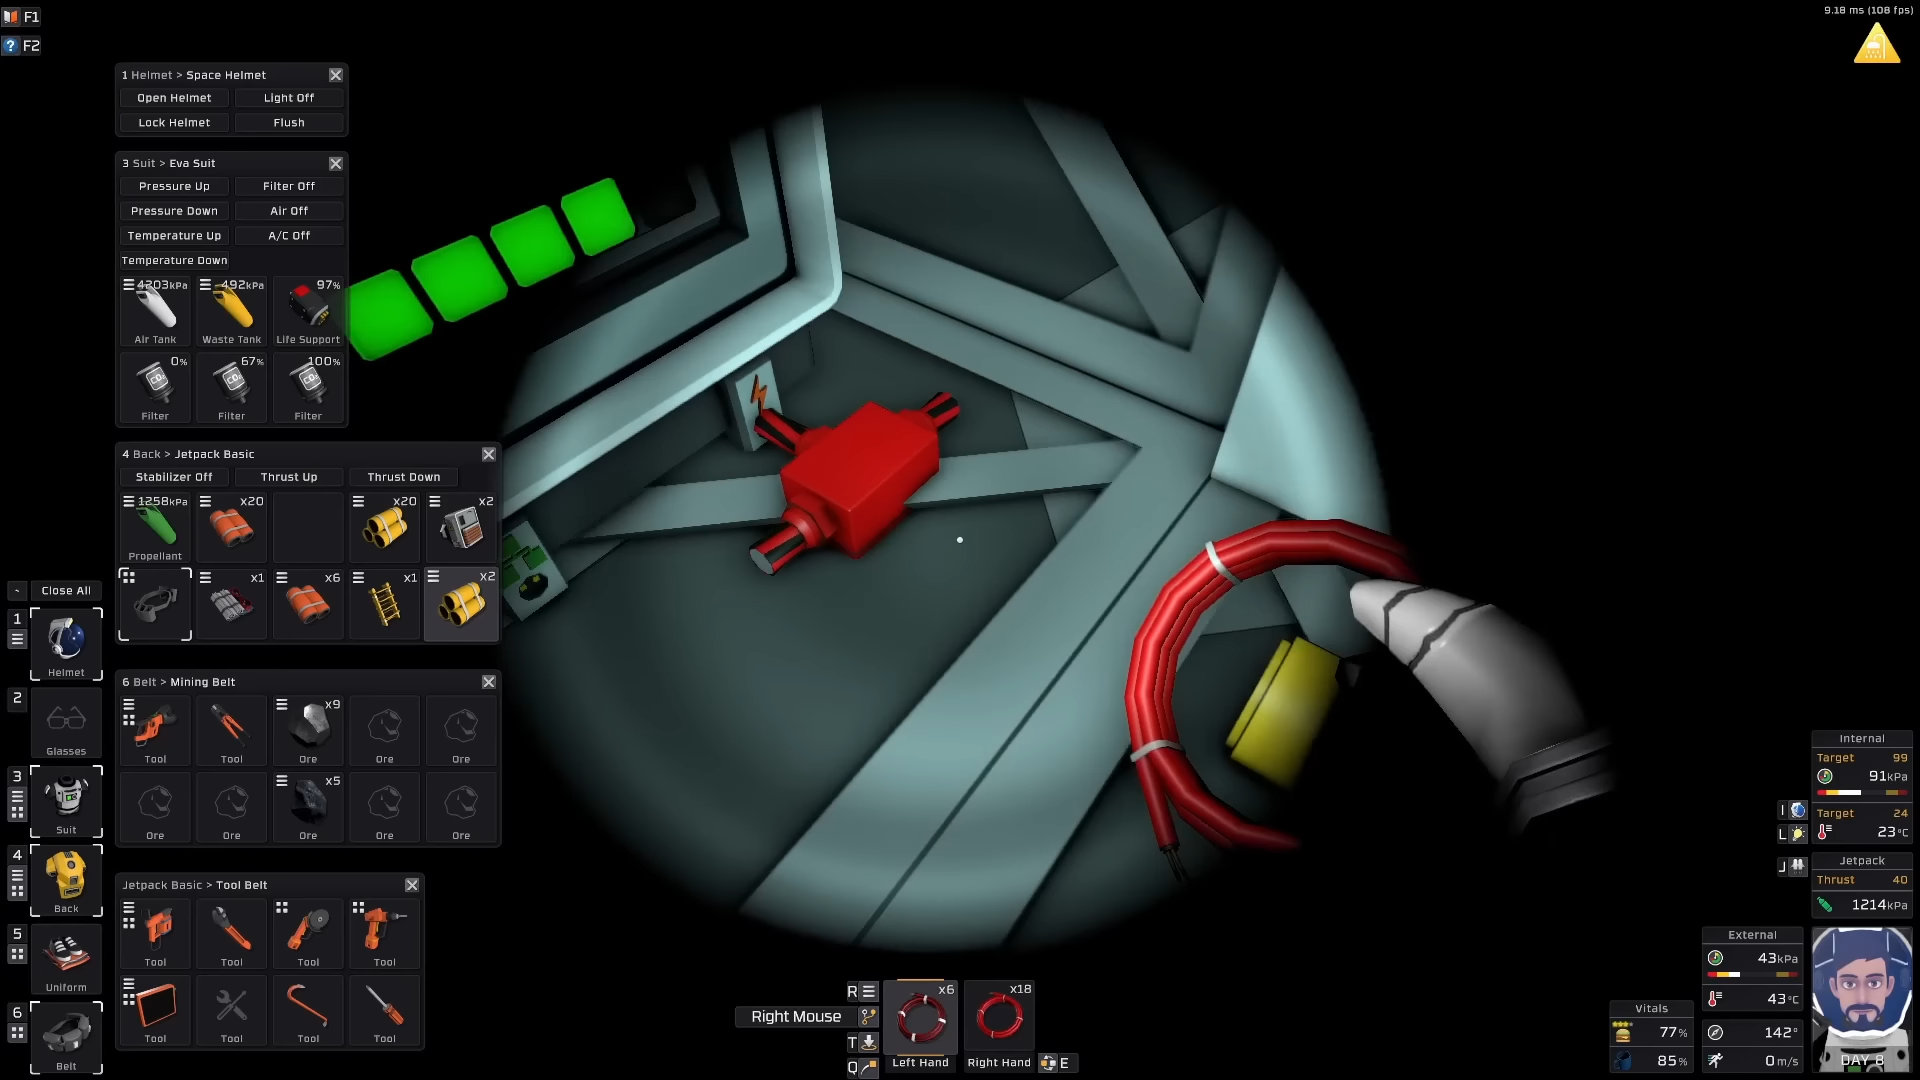 F1
9.18 ms (108 fps)
F2
1 Helmet > Space Helmet
Open Helmet
Light Off
Lock Helmet
Flush
3 Suit > Eva Suit
Pressure Up
Filter Off
Pressure Down
Air Off
Temperature Up
A/C Off
Temperature Down
4203kPa
492kPa
97%
Air Tank
Waste Tank
Life Support
0%
67%
100%
Filter
Filter
Filter
4 Back > Jetpack Basic
Stabilizer Off
Thrust Up
Thrust Down
1258kPa
x20
x20
x2
Propellant
x1
x6
x1
x2
~
Close All
1
Helmet
2
Glasses
3
Suit
4
Back
5
Uniform
6
Belt
6 Belt > Mining Belt
x9
Tool
Tool
Ore
Ore
Ore
x5
Ore
Ore
Ore
Ore
Ore
Jetpack Basic > Tool Belt
Tool
Tool
Tool
Tool
Tool
Tool
Tool
Tool
R
x6
x18
Right Mouse
T
Q
Left Hand
Right Hand
E
Internal
Target 99
91kPa
I
Target 24
L
23°C
Jetpack
J
Thrust 40
1214kPa
External
43kPa
43°C
Vitals
77%
142°
85%
0m/s
DAY 8